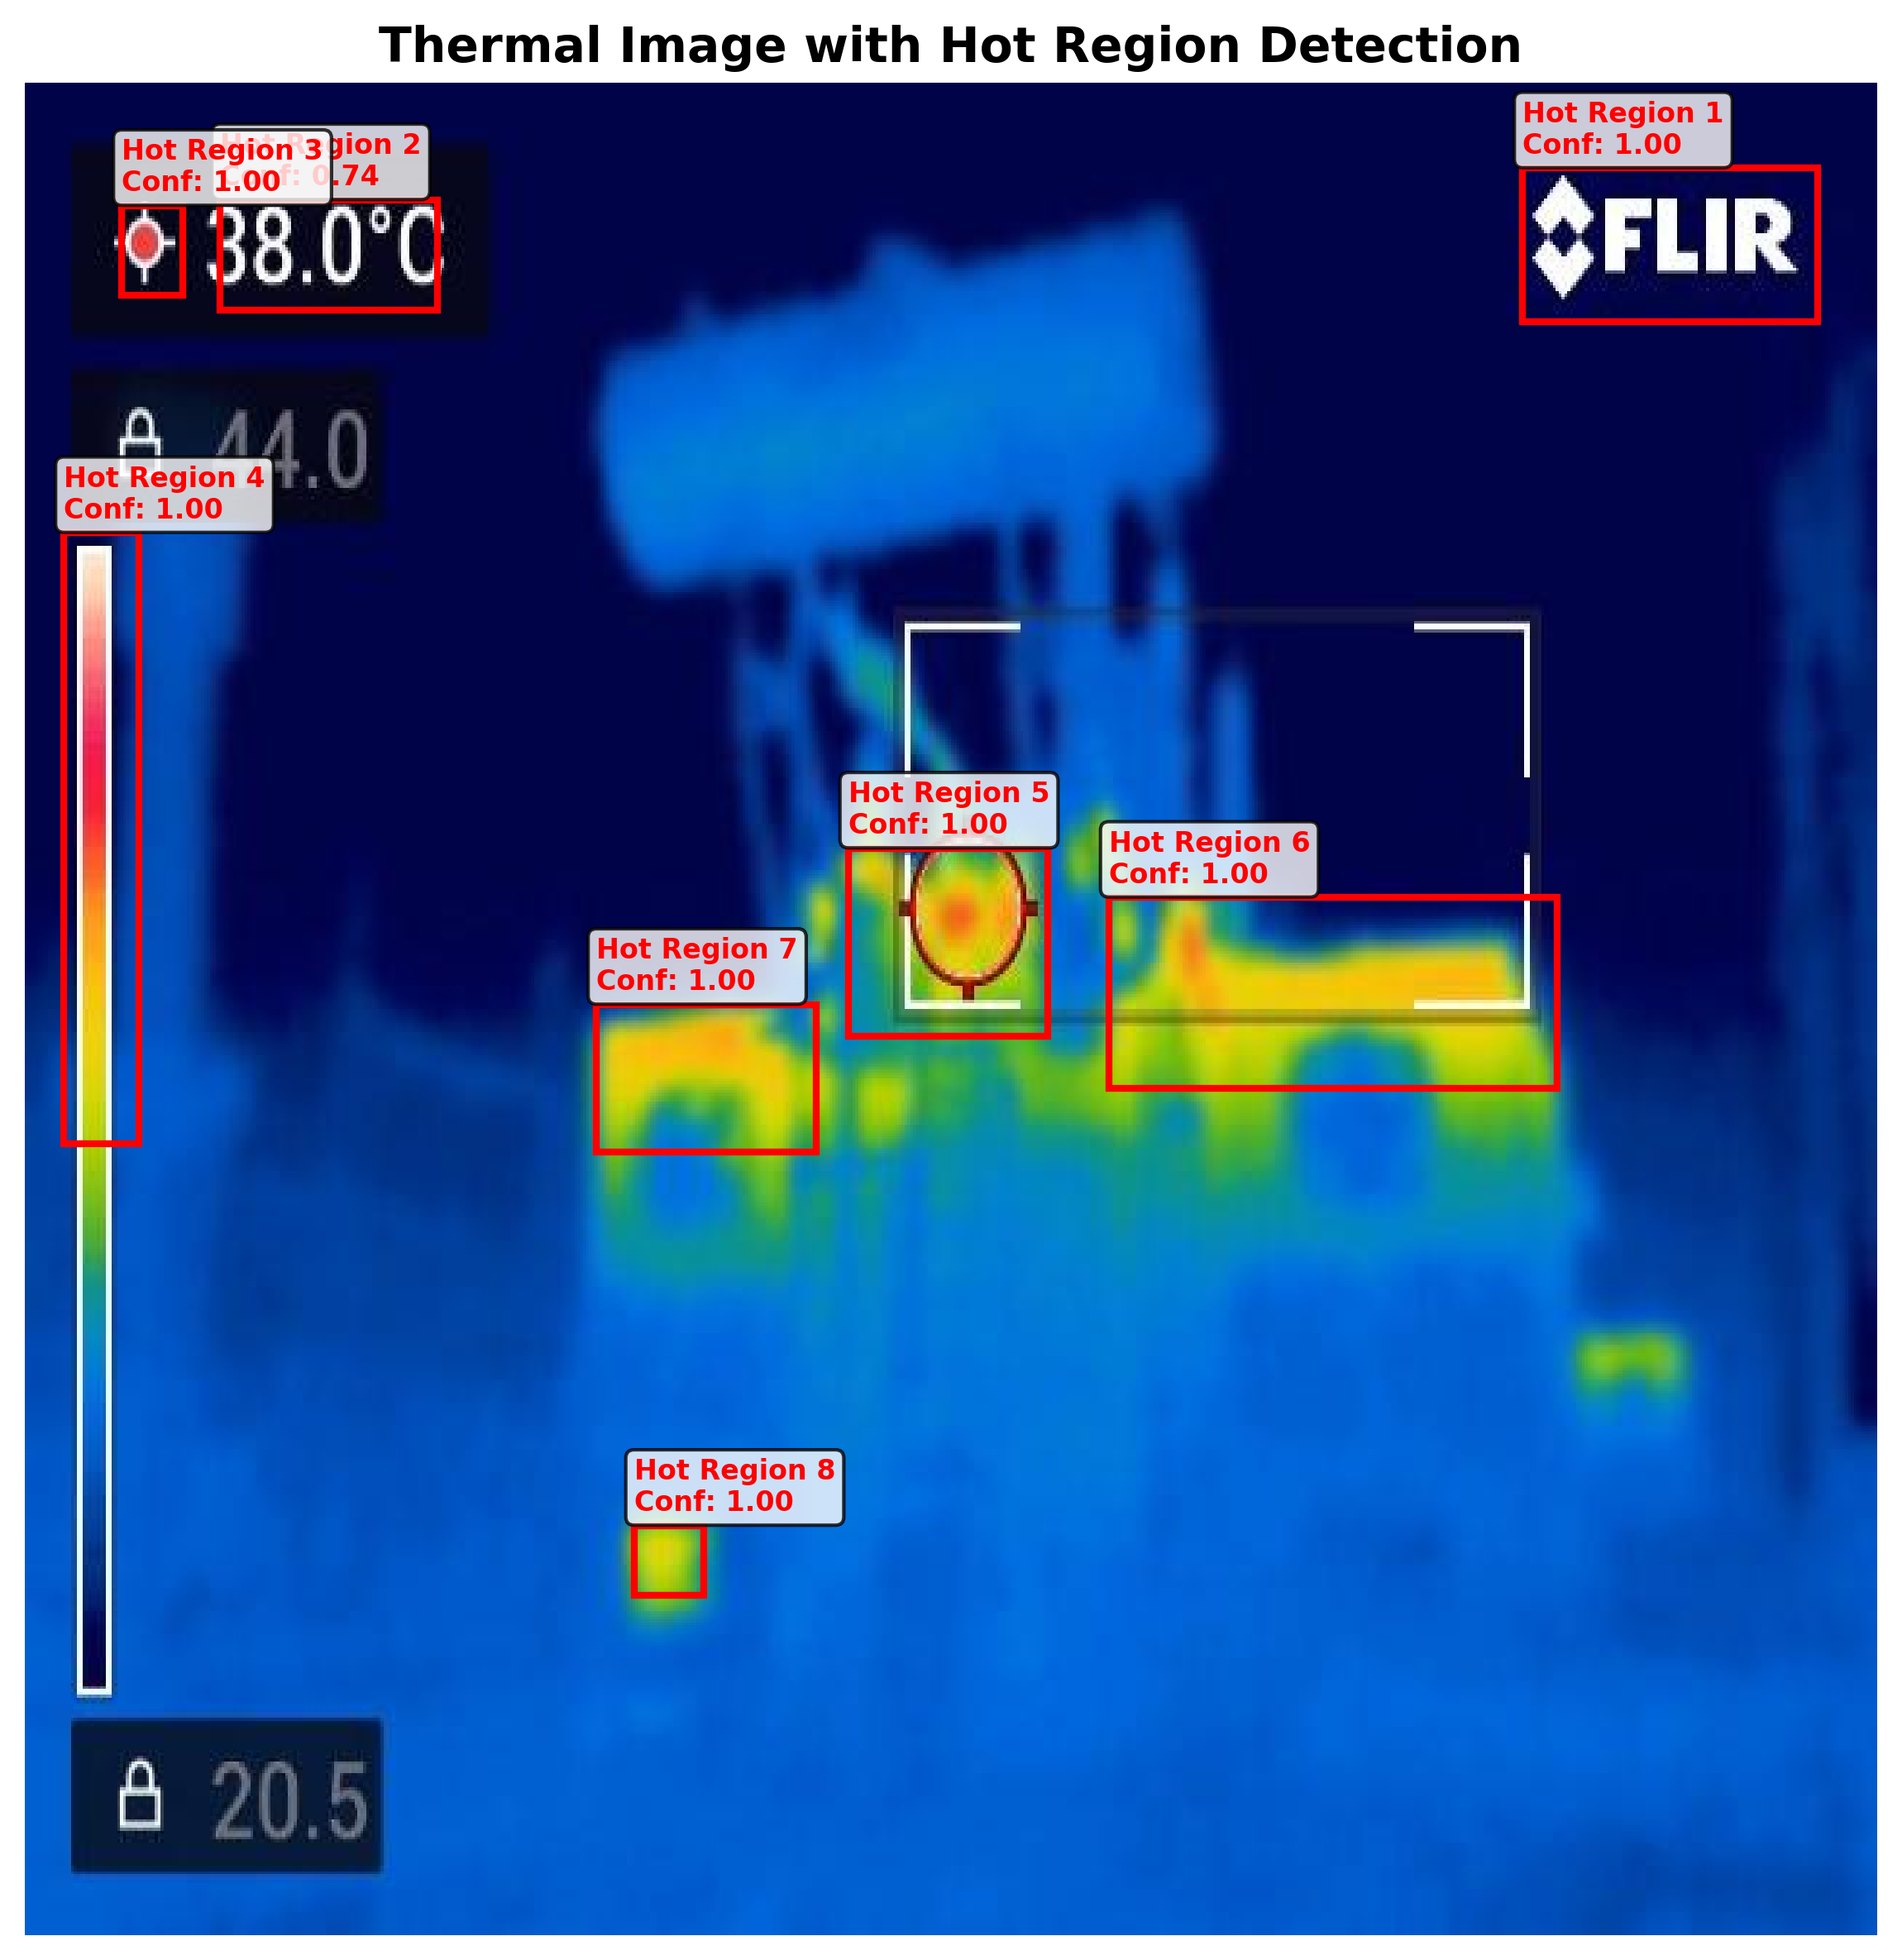 Thermal Image with Hot Region Detection
Hot Region 1
Conf: 1.00
Hot Region 3
Conf: 1.00
gion 2
0.74
38.0°C
FLIR
44.0
Hot Region 4
Conf: 1.00
Hot Region 5
Conf: 1.00
Hot Region 6
Conf: 1.00
Hot Region 7
Conf: 1.00
Hot Region 8
Conf: 1.00
20.5